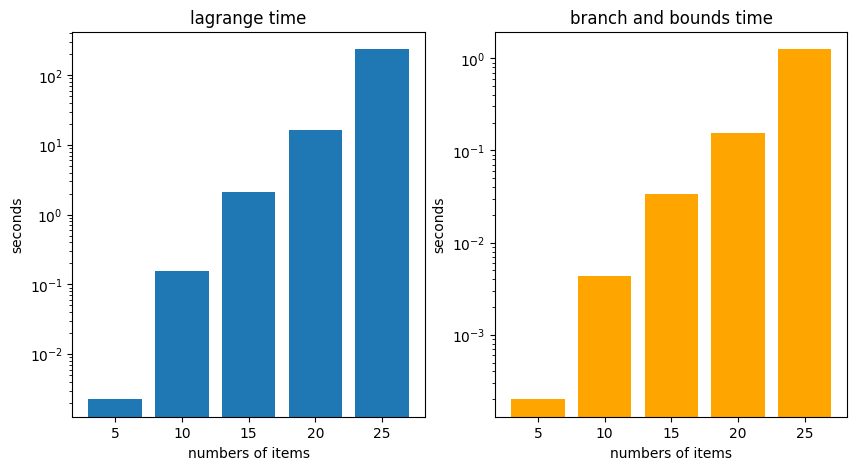 lagrange time
seconds
10²
10¹
10⁰
10⁻¹
10⁻²
5 10 15 20 25
numbers of items
branch and bounds time
seconds
10⁰
10⁻¹
10⁻²
10⁻³
5 10 15 20 25
numbers of items